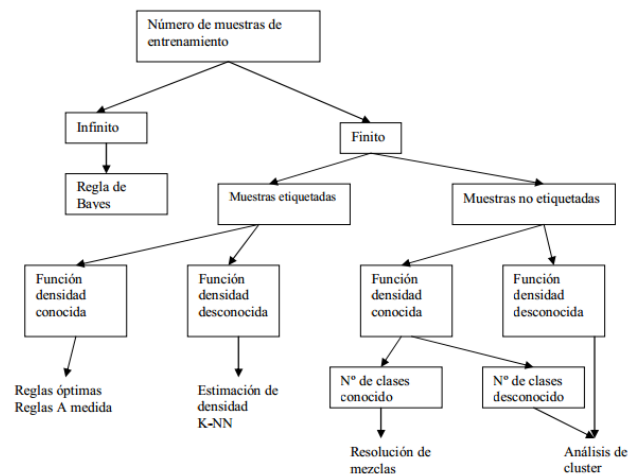 Número de muestras de
entrenamiento
Infinito
Finito
Regla de
Bayes
Muestras etiquetadas
Muestras no etiquetadas
Función
densidad
conocida
Función
densidad
desconocida
Función
densidad
conocida
Función
densidad
desconocida
Reglas óptimas
Reglas A medida
Estimación de
densidad
K-NN
Nº de clases
conocido
Nº de clases
desconocido
Resolución de
mezclas
Análisis de
cluster